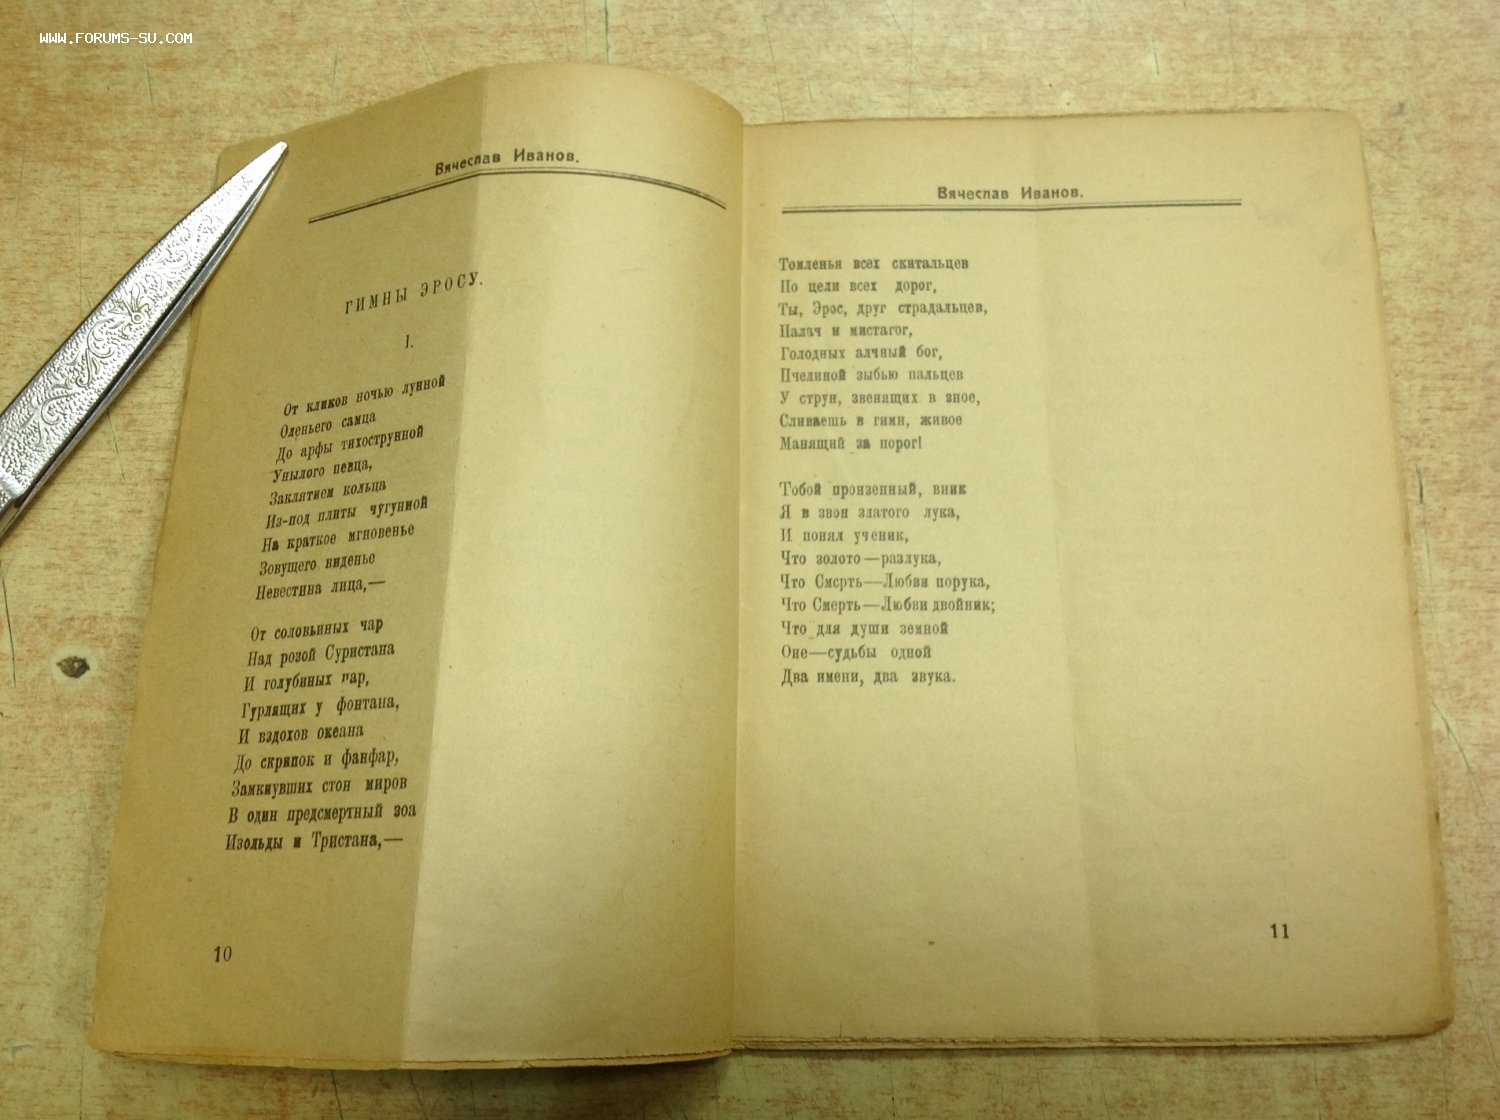 WWW.FORUMS-SU.COM
Вячеслав Иванов.
ГИМНЫ ЭРОСУ.
I.
От кликов ночью лунной
Оленьего самца
До арфы тихострунной
Унылого певца,
Заклятием кольца
Из-под плиты чугунной
На краткое мгновенье
Зовущего виденье
Невестина лица,—
От соловьиных чар
Над розой Суристана
И голубиных пар,
Гурлящих у фонтана,
И вздохов океана
До скрипок и фанфар,
Замкнувших стон миров
В один предсмертный зов
Изольды и Тристана,—
10
Вячеслав Иванов.
Томленья всех скитальцев
По цели всех дорог,
Ты, Эрос, друг страдальцев,
Палач и мистагог,
Голодных алчный бог,
Пчелиной зыбью пальцев
У струн, звенящих в зное,
Сливаешь в гимн, живое
Манящий за порог!
Тобой пронзенный, вник
Я в звон златого лука,
И понял ученик,
Что золото—разлука,
Что Смерть—Любви порука,
Что Смерть—Любви двойник;
Что для души земной
Оне—судьбы одной
Два имени, два звука.
11